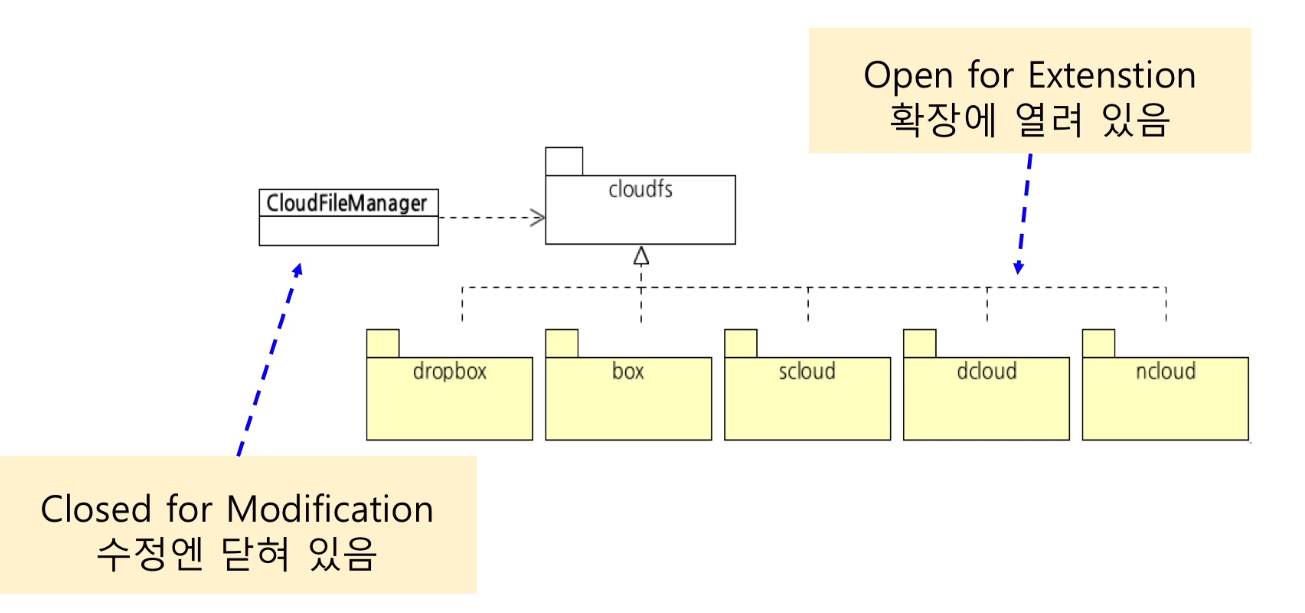 Open for Extenstion
확장에 열려 있음
cloudfs
CloudFileManager
dropbox
box
scloud
dcloud
ncloud
Closed for Modification
수정엔 닫혀 있음